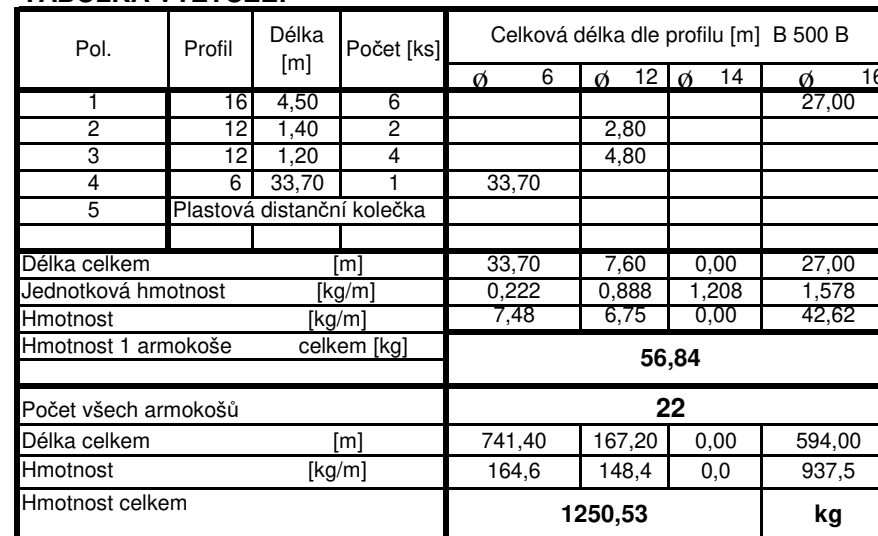 Pol. Profil Délka [m] Počet [ks] Celková délka dle profilu [m] B 500 B
ø 6 ø 12 ø 14 ø 16
1 16 4,50 6 27,00
2 12 1,40 2 2,80
3 12 1,20 4 4,80
4 6 33,70 1 33,70
5 Plastová distanční kolečka
Délka celkem [m] 33,70 7,60 0,00 27,00
Jednotková hmotnost [kg/m] 0,222 0,888 1,208 1,578
Hmotnost [kg/m] 7,48 6,75 0,00 42,62
Hmotnost 1 armokoše celkem [kg] 56,84
Počet všech armokošů 22
Délka celkem [m] 741,40 167,20 0,00 594,00
Hmotnost [kg/m] 164,6 148,4 0,0 937,5
Hmotnost celkem 1250,53 kg